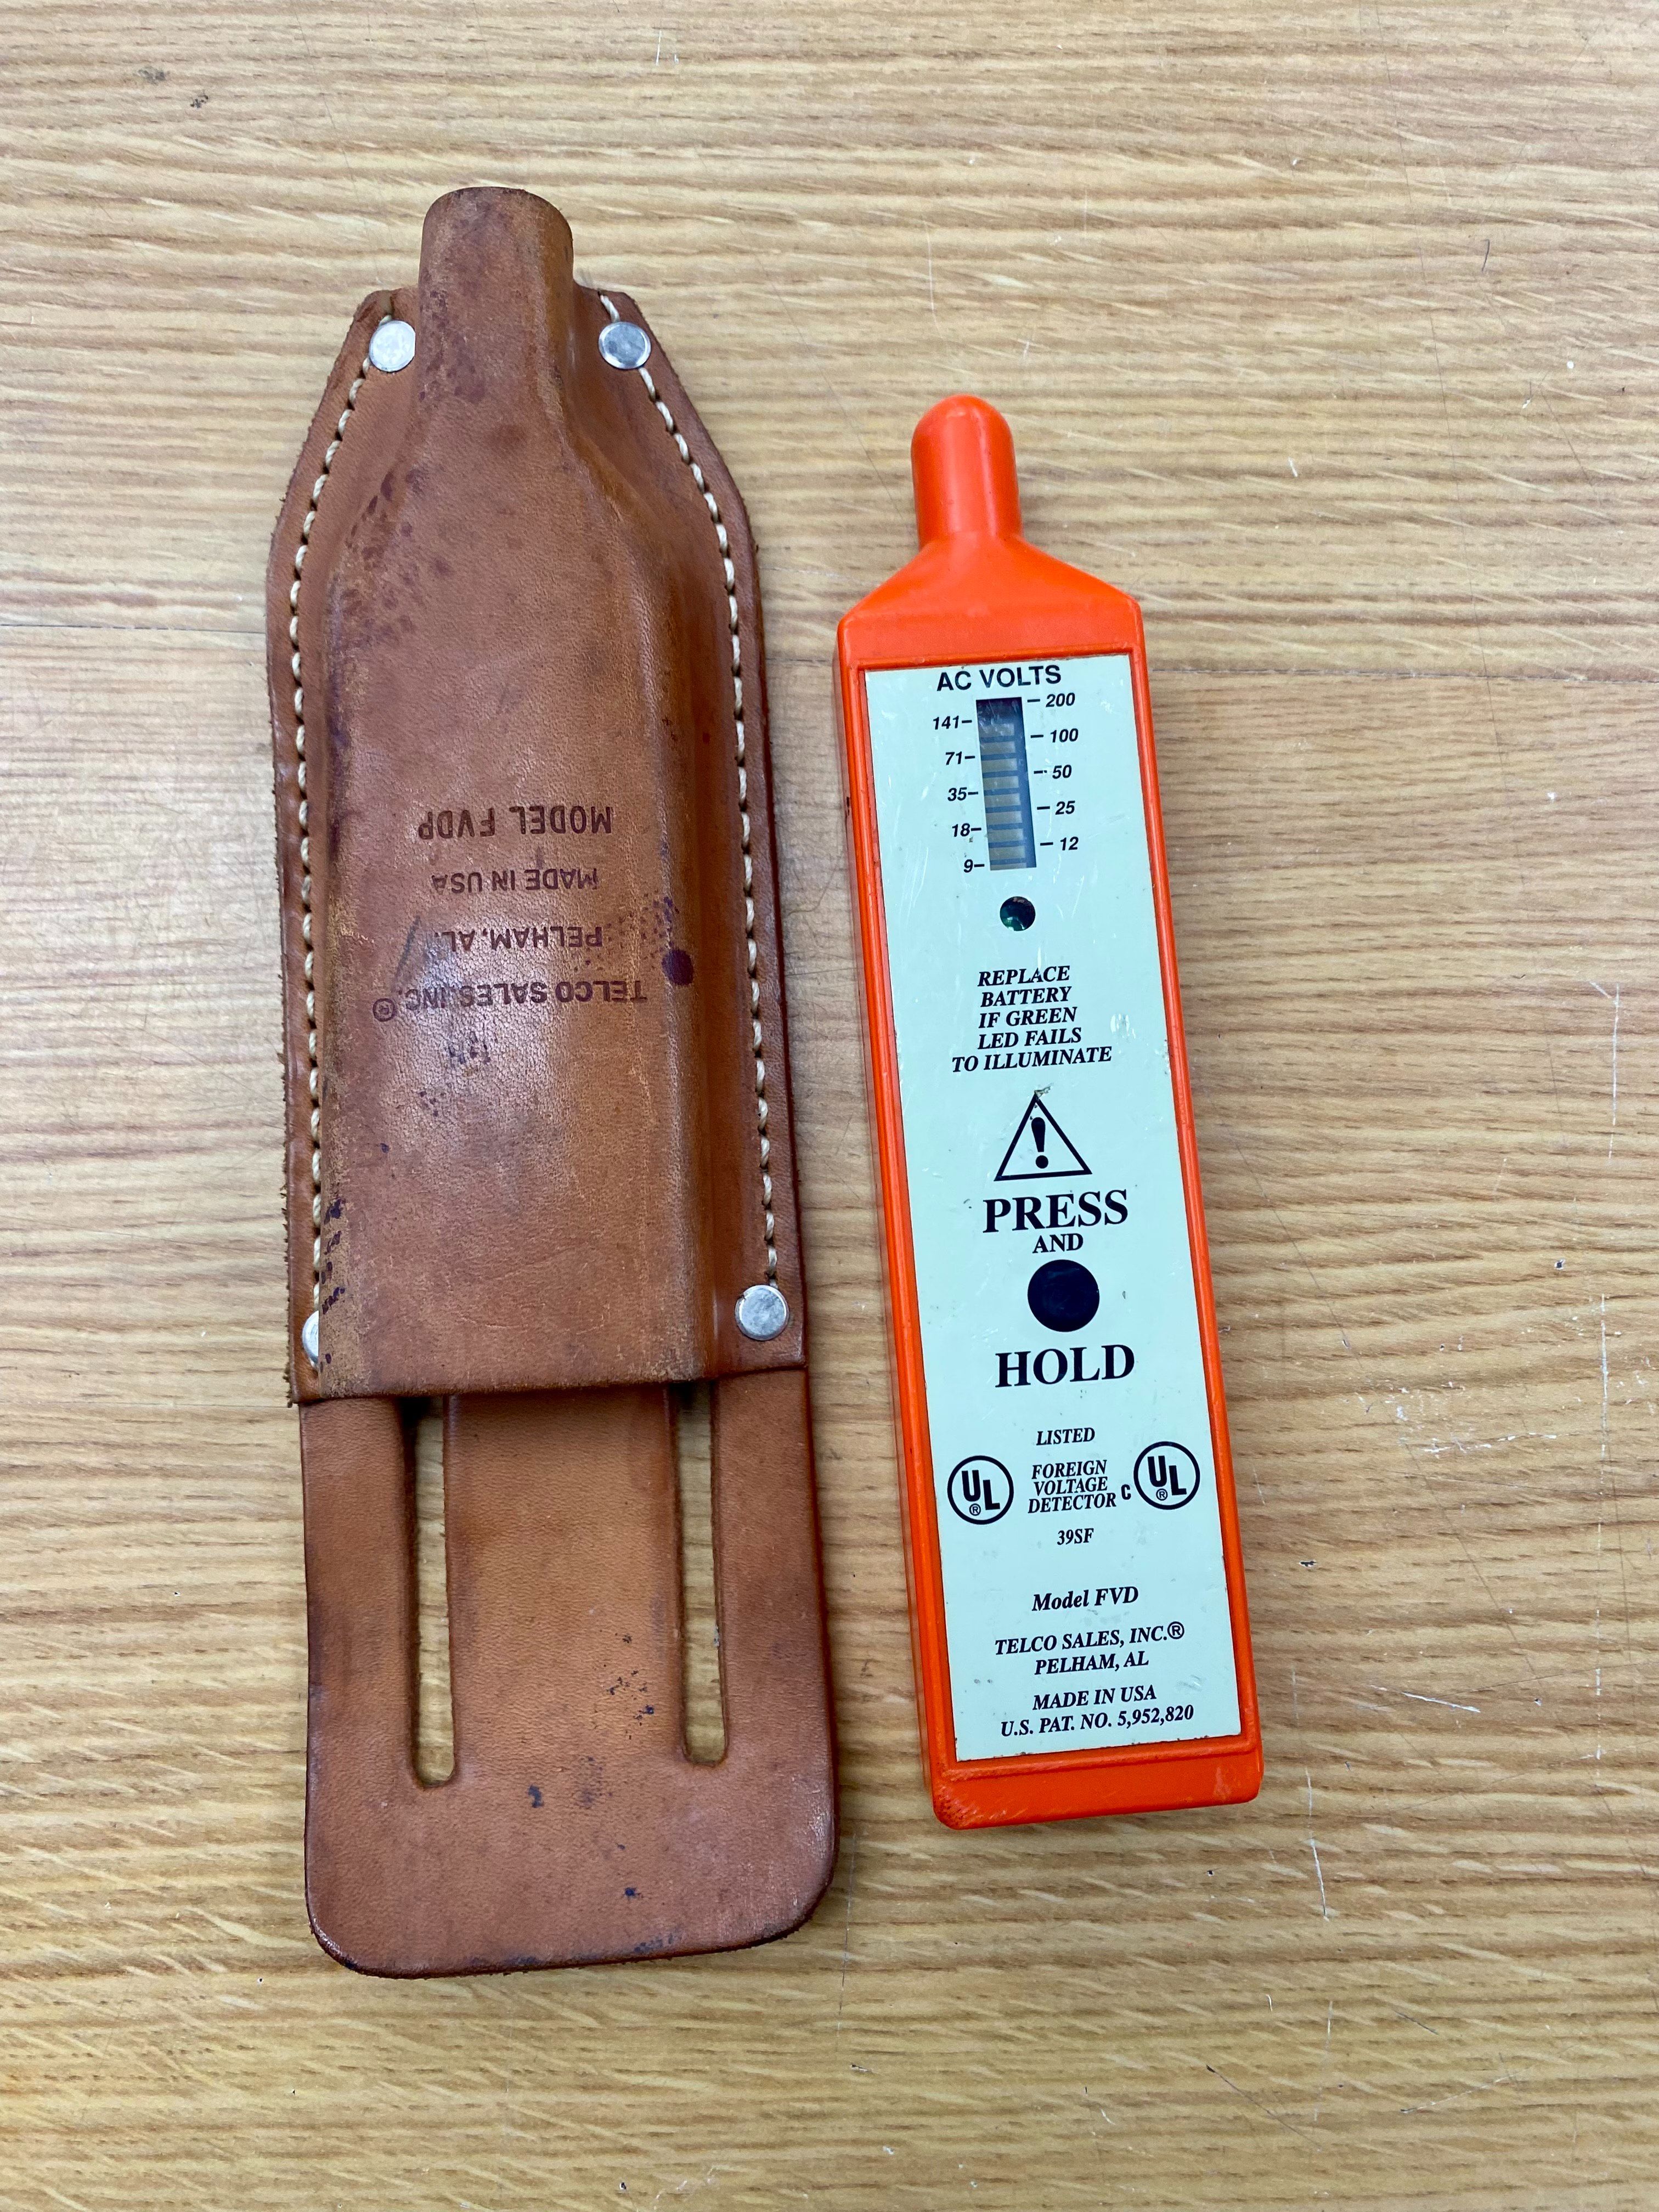 TELCO SALES, INC.®
PELHAM, AL.
MADE IN USA
MODEL FVDP
AC VOLTS
200
141
100
71
50
35
25
18
12
9
REPLACE
BATTERY
IF GREEN
LED FAILS
TO ILLUMINATE
!
PRESS
AND
HOLD
LISTED
UL® FOREIGN VOLTAGE DETECTOR C UL®
39SF
Model FVD
TELCO SALES, INC.®
PELHAM, AL
MADE IN USA
U.S. PAT. NO. 5,952,820